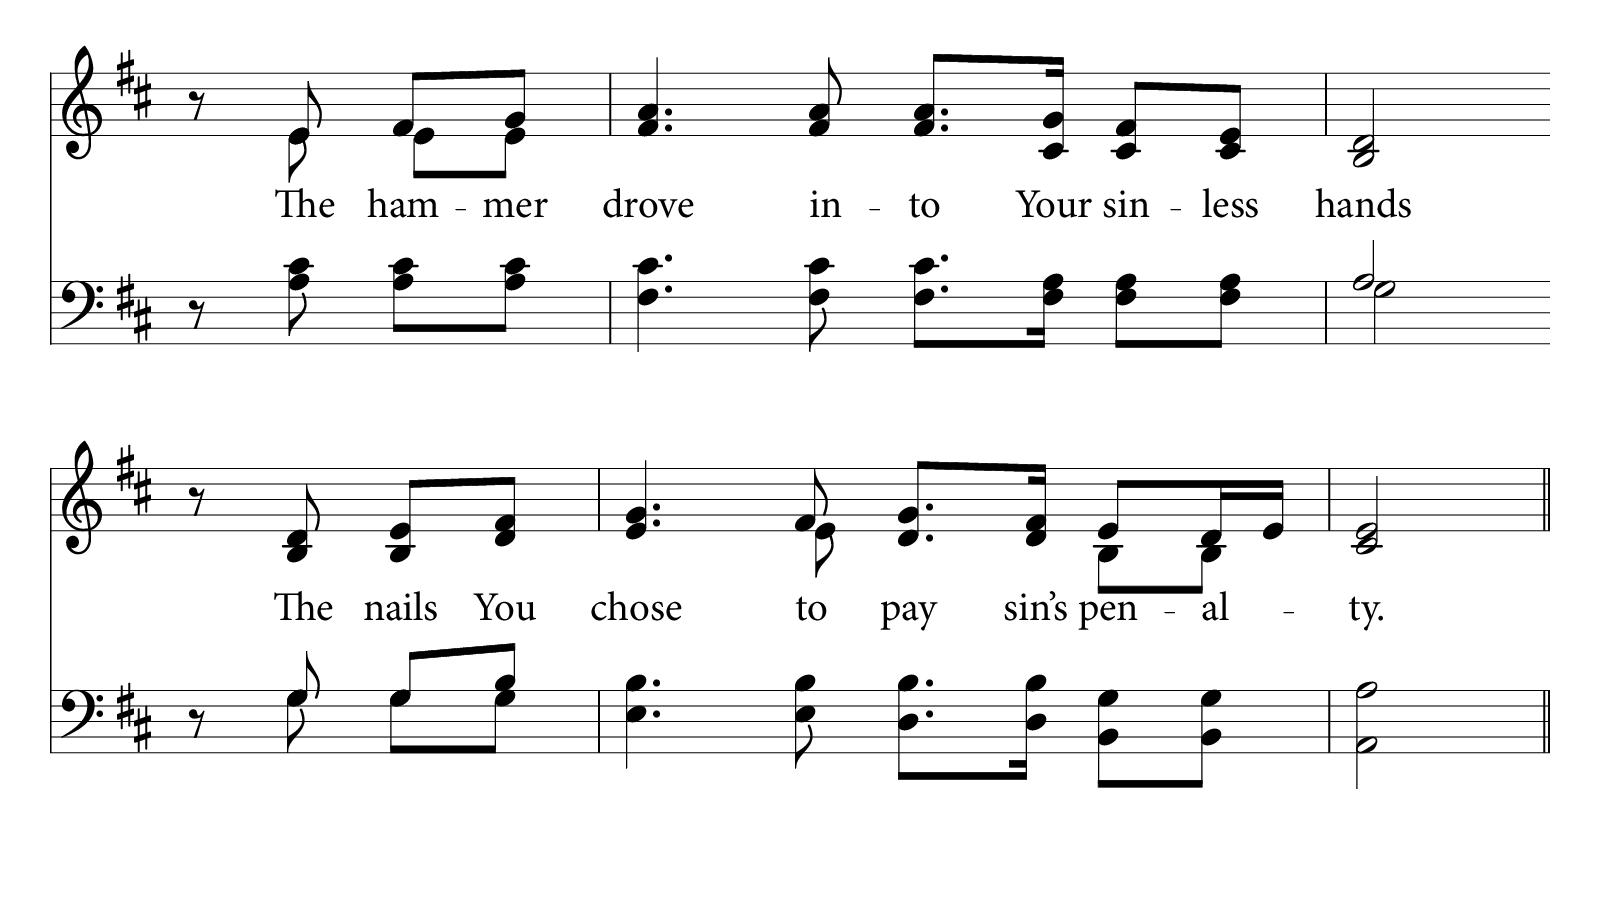 The ham - mer drove in - to Your sin - less hands
The nails You chose to pay sin’s pen - al - ty.